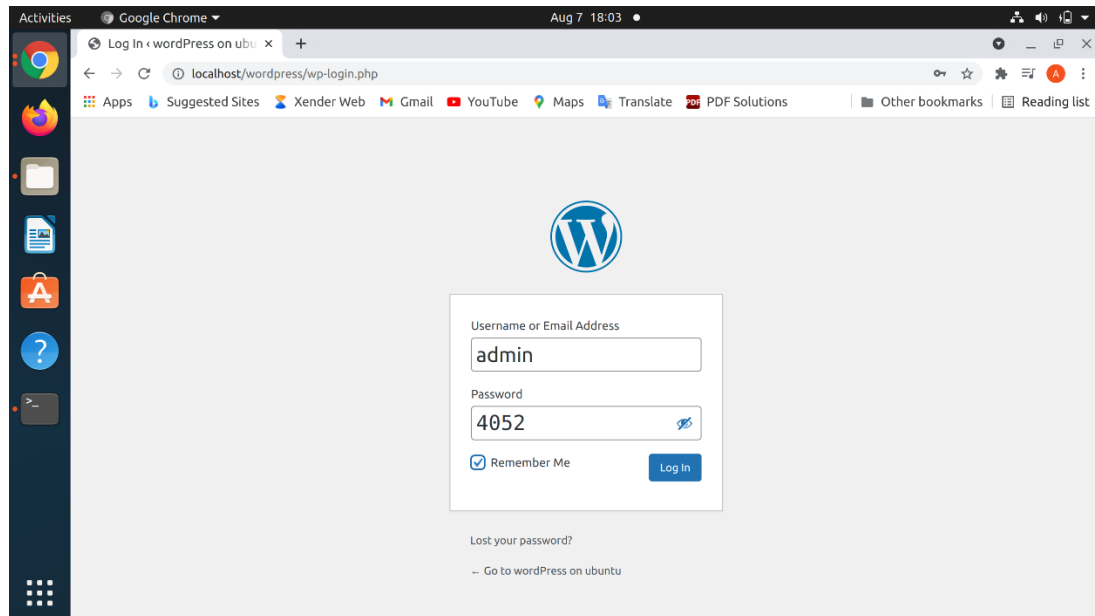 Activities Google Chrome Aug 7 18:03
Log In ‹ wordPress on ubu
localhost/wordpress/wp-login.php
Apps Suggested Sites Xender Web Gmail YouTube Maps Translate PDF PDF Solutions Other bookmarks Reading list
A
W
Username or Email Address
admin
Password
4052
Remember Me Log In
Lost your password?
← Go to wordPress on ubuntu